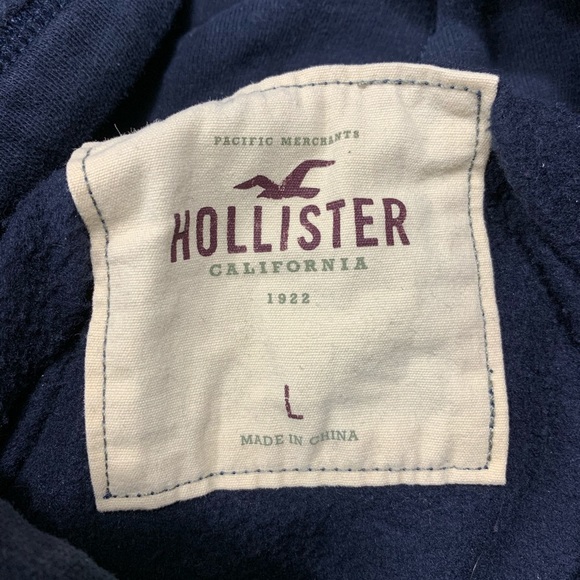 PACIFIC MERCHANTS
HOLLISTER
CALIFORNIA
1922
L
MADE IN CHINA